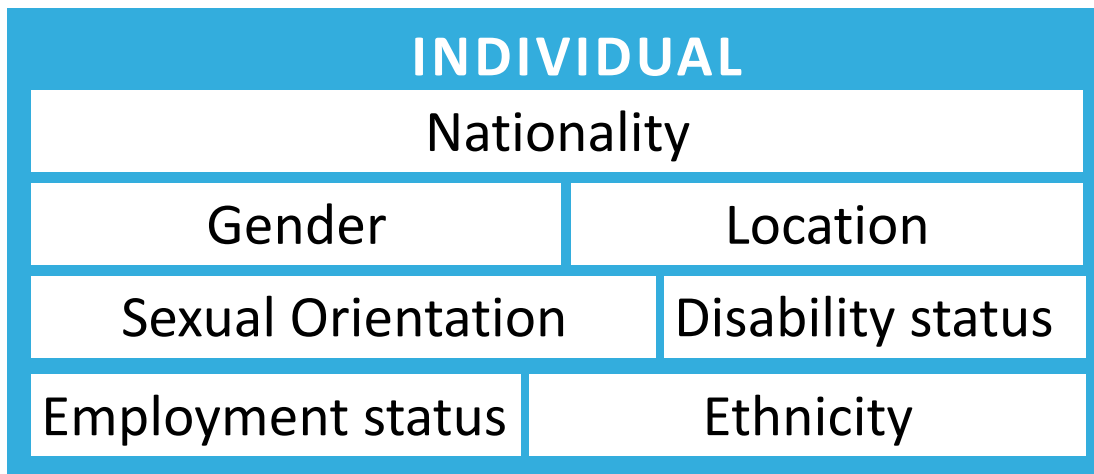 INDIVIDUAL
Nationality
Gender Location
Sexual Orientation Disability status
Employment status Ethnicity